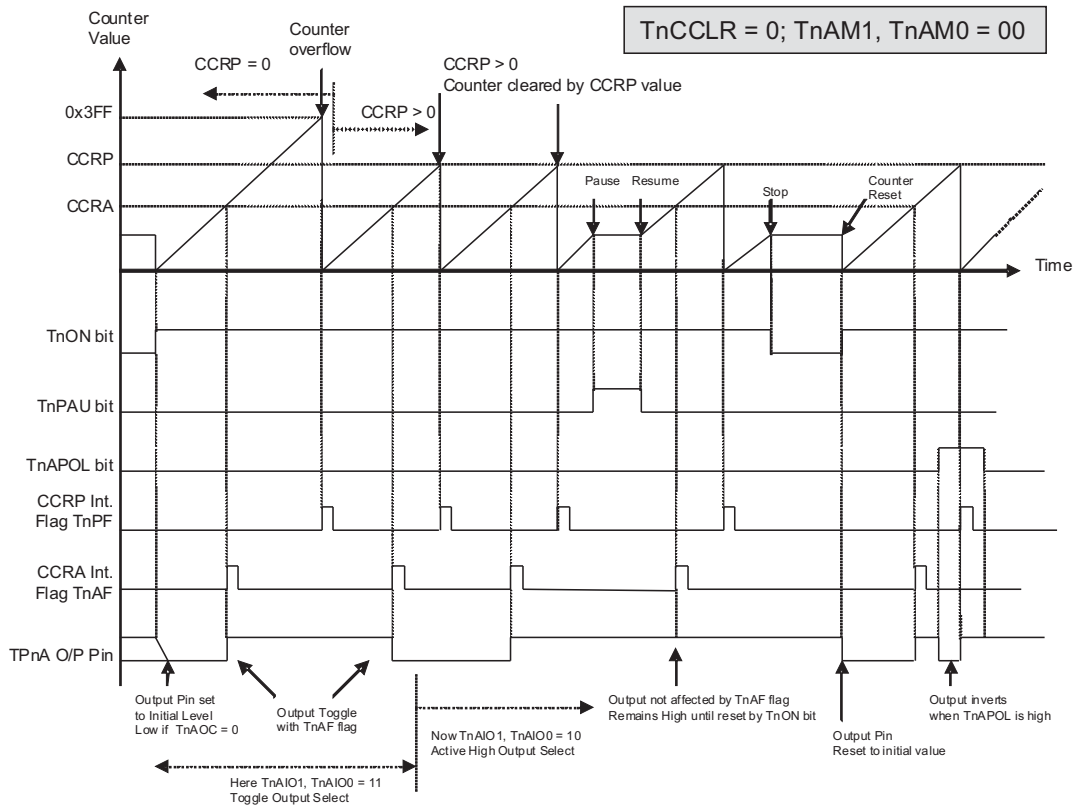 Counter
Value
Counter
overflow
TnCCLR = 0; TnAM1, TnAM0 = 00
CCRP = 0
CCRP > 0
CCRP > 0
Counter cleared by CCRP value
0x3FF
CCRP
CCRA
Pause
Resume
Stop
Counter
Reset
Time
TnON bit
TnPAU bit
TnAPOL bit
CCRP Int.
Flag TnPF
CCRA Int.
Flag TnAF
TPnA O/P Pin
Output Pin set
to Initial Level
Low if TnAOC = 0
Output Toggle
with TnAF flag
Output not affected by TnAF flag
Remains High until reset by TnON bit
Output inverts
when TnAPOL is high
Now TnAIO1, TnAIO0 = 10
Active High Output Select
Output Pin
Reset to initial value
Here TnAIO1, TnAIO0 = 11
Toggle Output Select